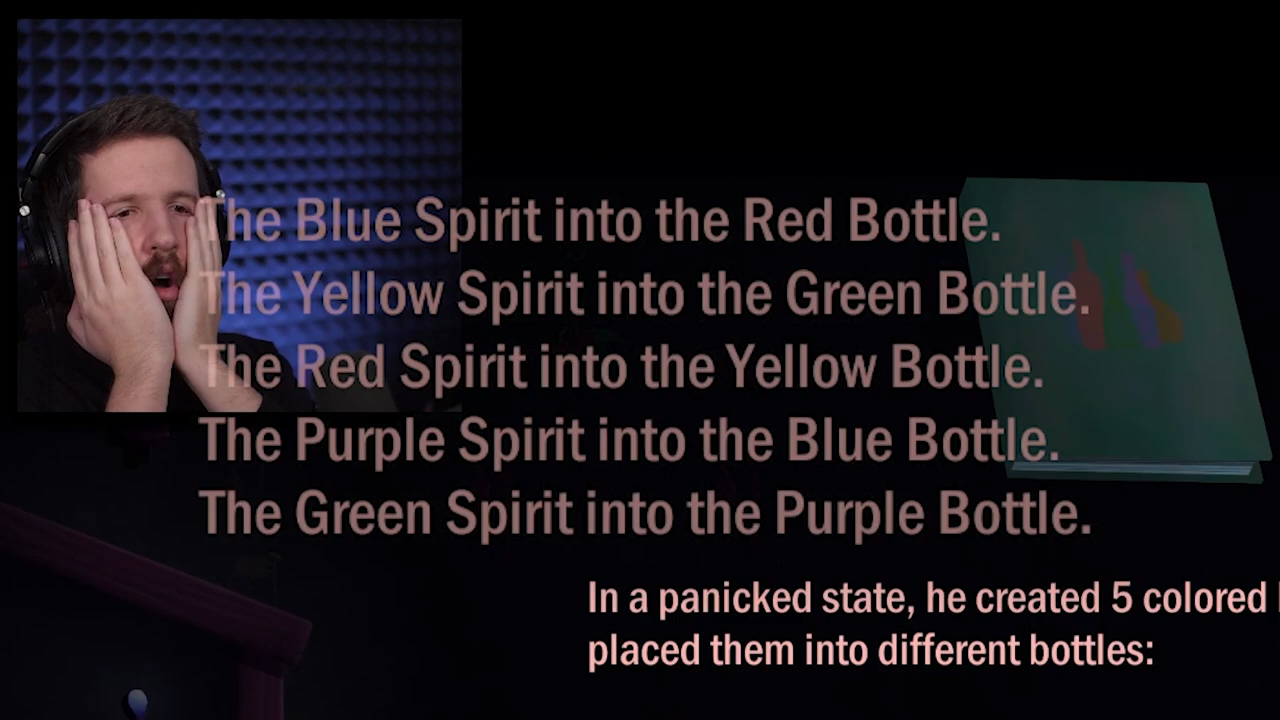 The Blue Spirit into the Red Bottle.
The Yellow Spirit into the Green Bottle.
The Red Spirit into the Yellow Bottle.
The Purple Spirit into the Blue Bottle.
The Green Spirit into the Purple Bottle.
In a panicked state, he created 5 colored
placed them into different bottles: